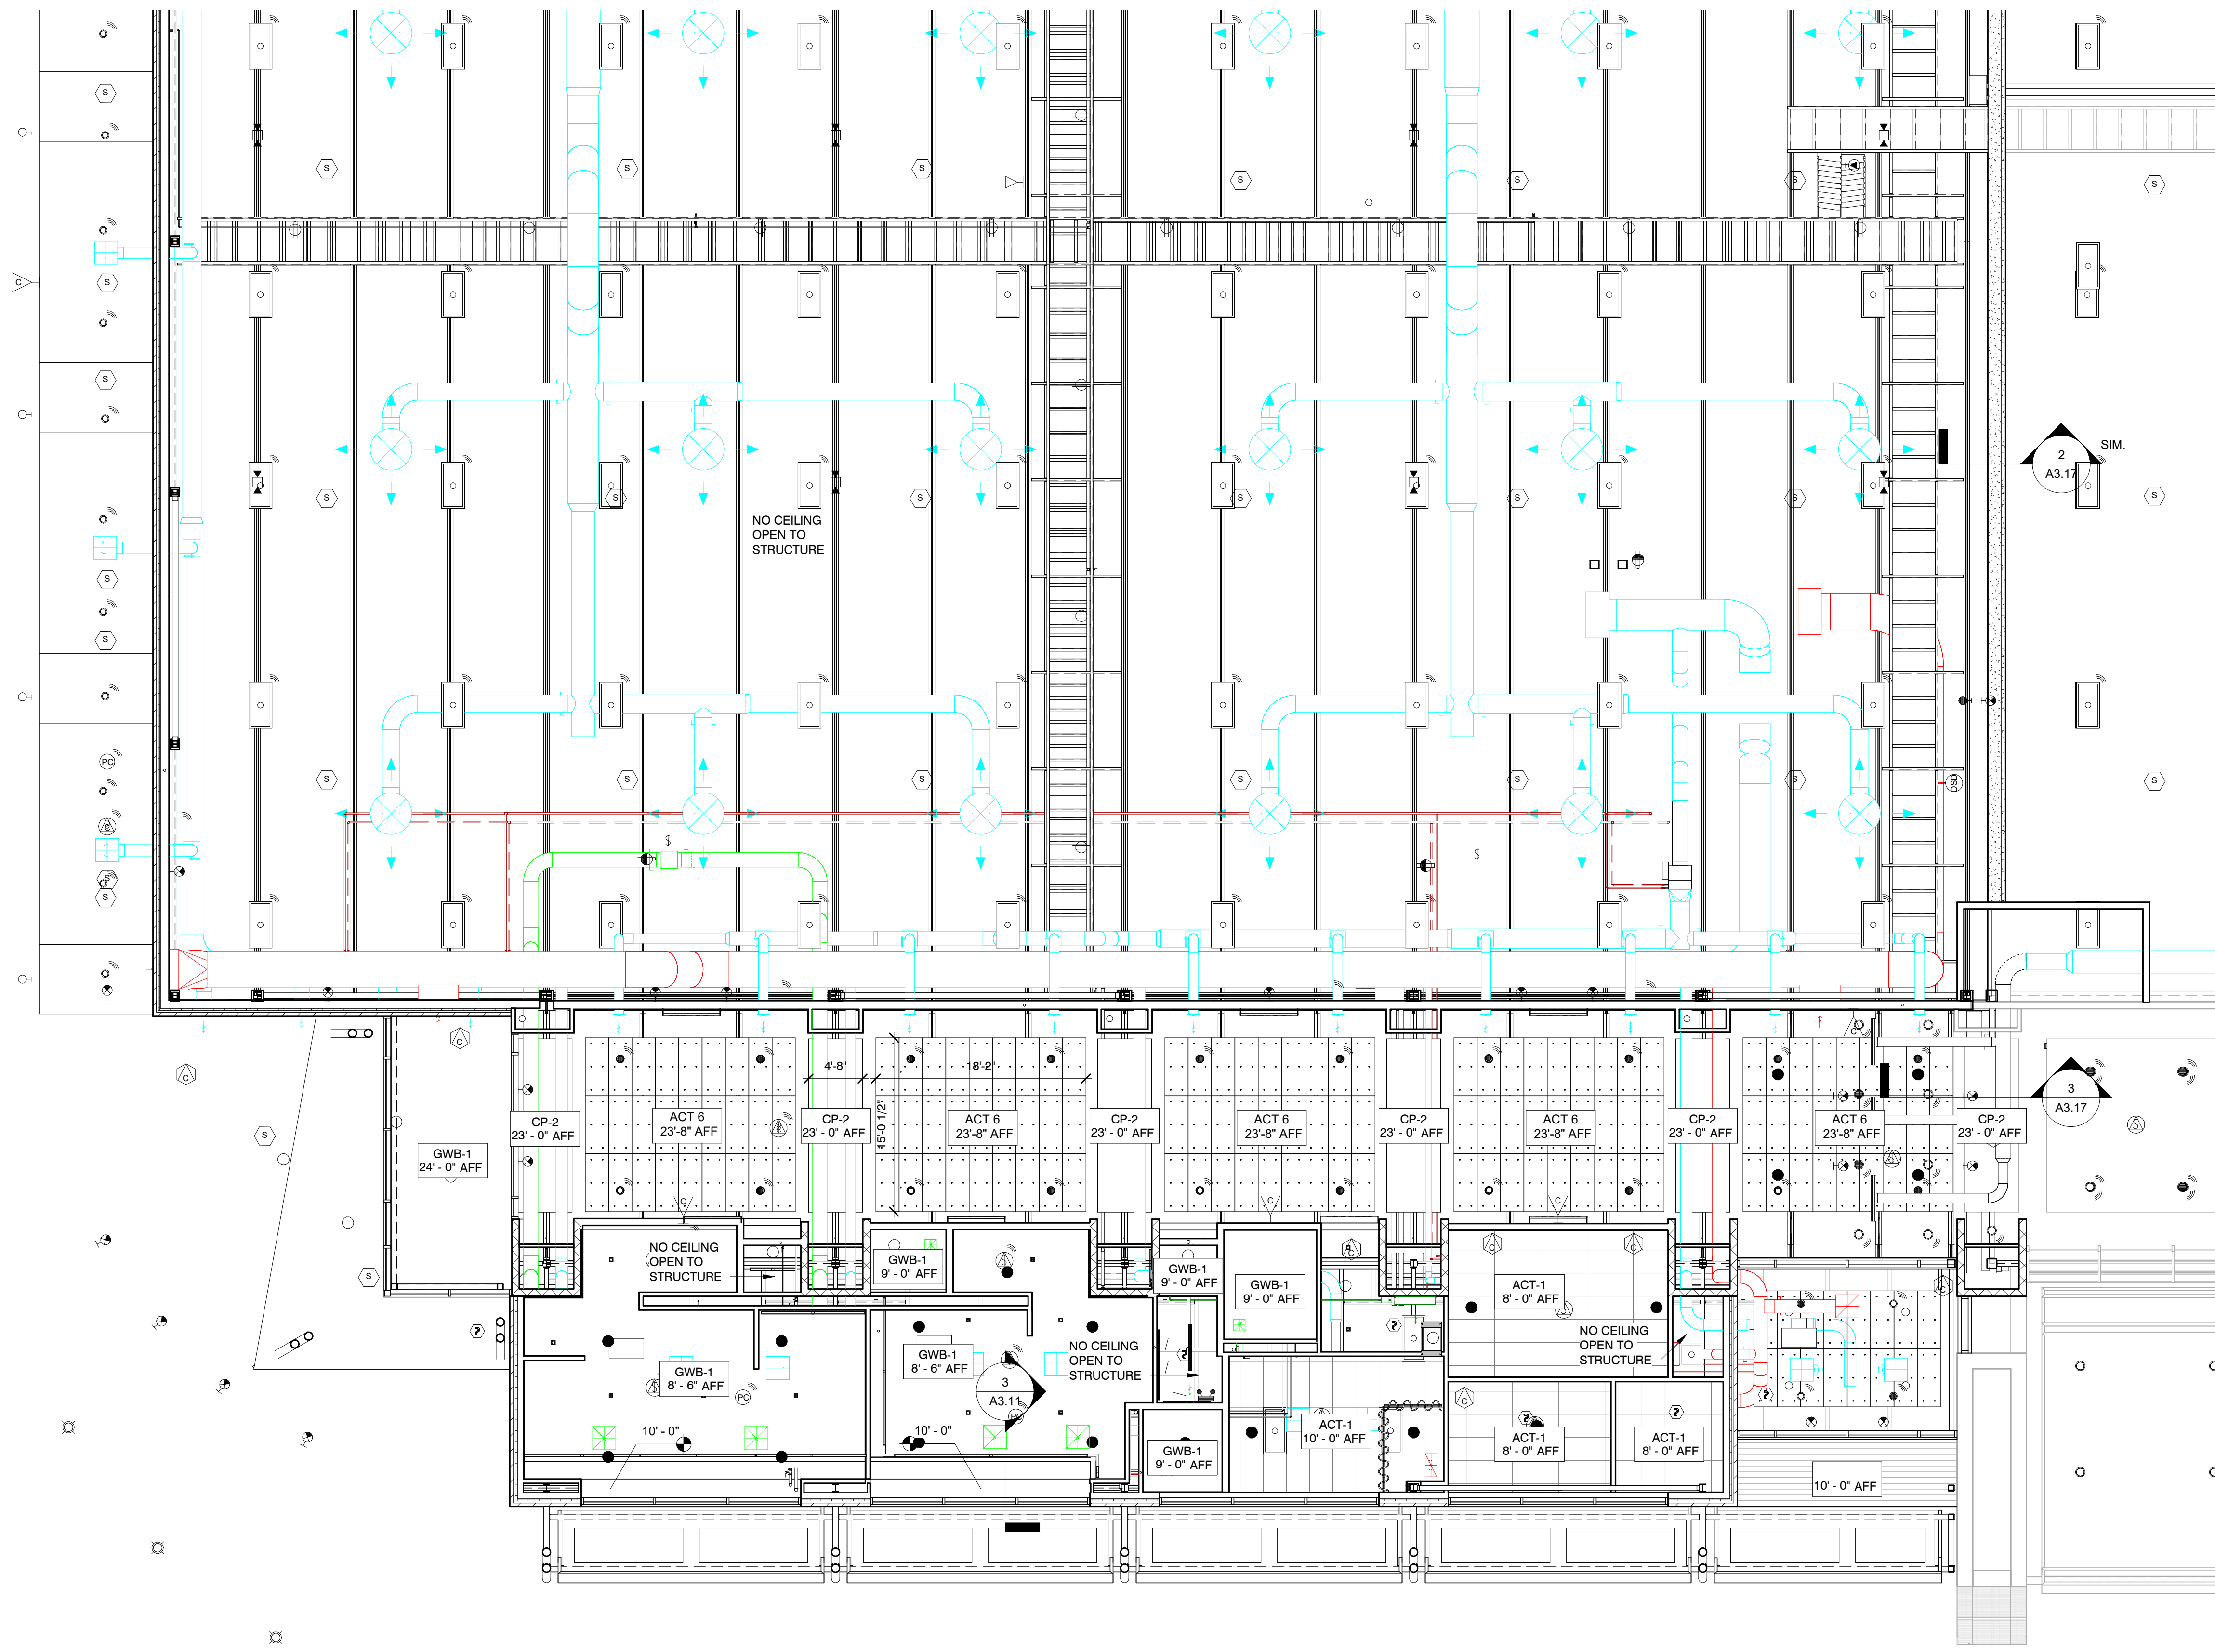 S
S
S
S
S
S
S
S
S
C
S
SIM.
2
A3.17
S
S
S
S
S
S
S
S
NO CEILING
OPEN TO
STRUCTURE
S
S
PC
S
S
S
S
S
S
S
DSD
$
$
S
S
C
C
C
4'-8"
18'-2"
15'-0 1/2"
3
A3.17
CP-2
23' - 0" AFF
ACT 6
23'-8" AFF
CP-2
23' - 0" AFF
ACT 6
23'-8" AFF
CP-2
23' - 0" AFF
ACT 6
23'-8" AFF
CP-2
23' - 0" AFF
ACT 6
23'-8" AFF
CP-2
23' - 0" AFF
ACT 6
23'-8" AFF
CP-2
23' - 0" AFF
S
GWB-1
24' - 0" AFF
C
C
C
NO CEILING
OPEN TO
STRUCTURE
GWB-1
9' - 0" AFF
GWB-1
9' - 0" AFF
GWB-1
9' - 0" AFF
C
C
C
ACT-1
8' - 0" AFF
C
S
NO CEILING
OPEN TO
STRUCTURE
NO CEILING
OPEN TO
STRUCTURE
GWB-1
8' - 6" AFF
GWB-1
8' - 6" AFF
PC
3
A3.11
PC
C
10' - 0"
10' - 0"
GWB-1
9' - 0" AFF
ACT-1
10' - 0" AFF
ACT-1
8' - 0" AFF
ACT-1
8' - 0" AFF
10' - 0" AFF